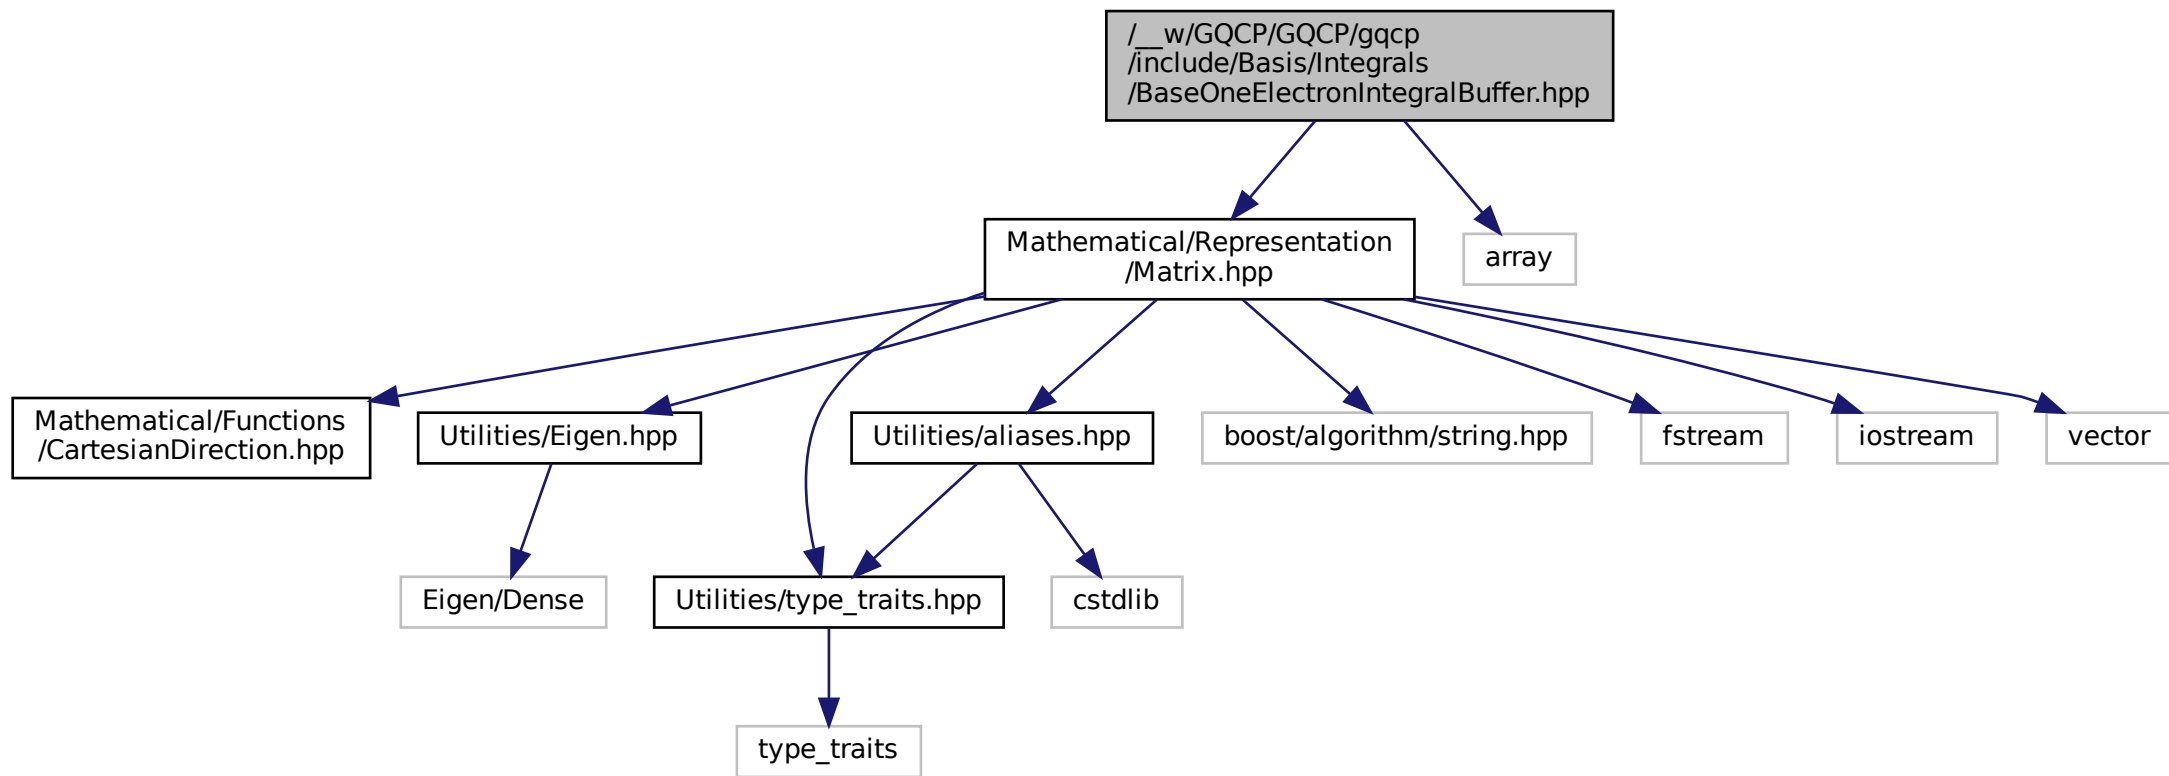 /__w/GQCP/GQCP/gqcp
/include/Basis/Integrals
/BaseOneElectronIntegralBuffer.hpp
Mathematical/Representation
/Matrix.hpp
array
Mathematical/Functions
/CartesianDirection.hpp
Utilities/Eigen.hpp
Utilities/aliases.hpp
boost/algorithm/string.hpp
fstream
iostream
vector
Eigen/Dense
Utilities/type_traits.hpp
cstdlib
type_traits